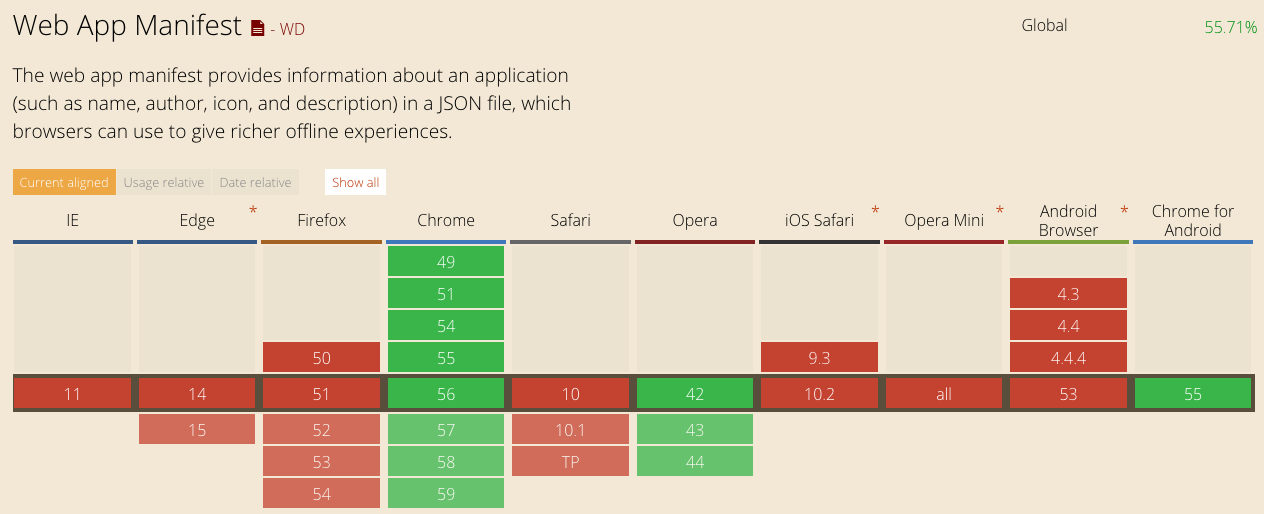 Web App Manifest - WD
Global 55.71%
The web app manifest provides information about an application
(such as name, author, icon, and description) in a JSON file, which
browsers can use to give richer offline experiences.
Current aligned Usage relative Date relative Show all
IE Edge * Firefox Chrome Safari Opera iOS Safari * Opera Mini * Android Browser * Chrome for Android
49
51 4.3
54 4.4
50 55 9.3 4.4.4
11 14 51 56 10 42 10.2 all 53 55
15 52 57 10.1 43
53 58 TP 44
54 59